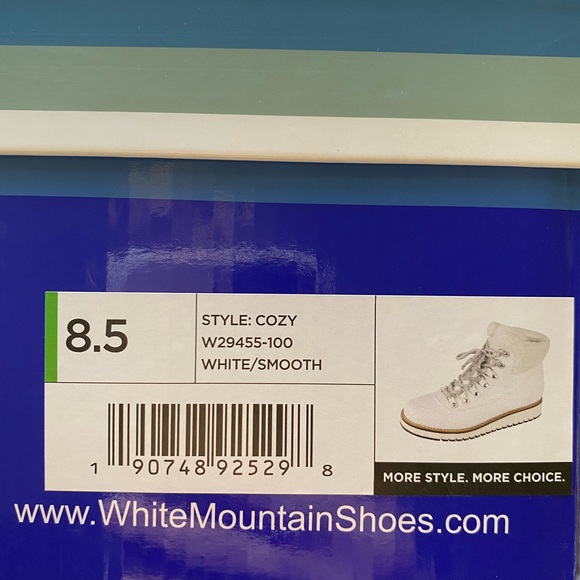 8.5
STYLE: COZY
W29455-100
WHITE/SMOOTH
1 90748 92529 8
MORE STYLE. MORE CHOICE.
www.WhiteMountainShoes.com